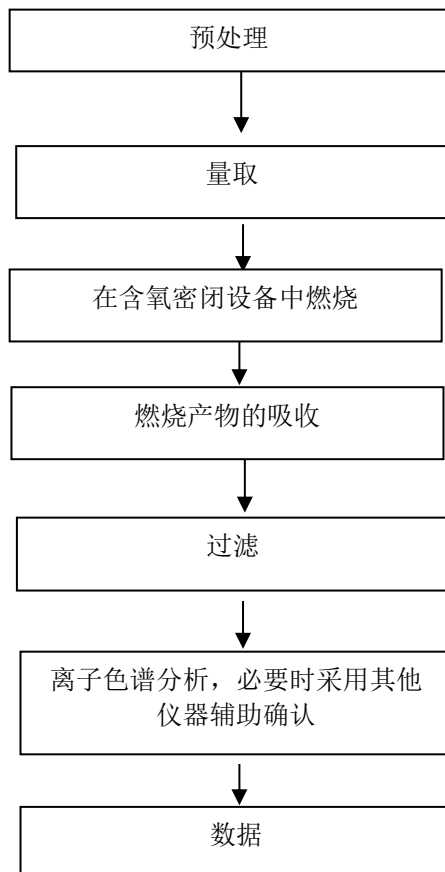 预处理
量取
在含氧密闭设备中燃烧
燃烧产物的吸收
过滤
离子色谱分析，必要时采用其他
仪器辅助确认
数据